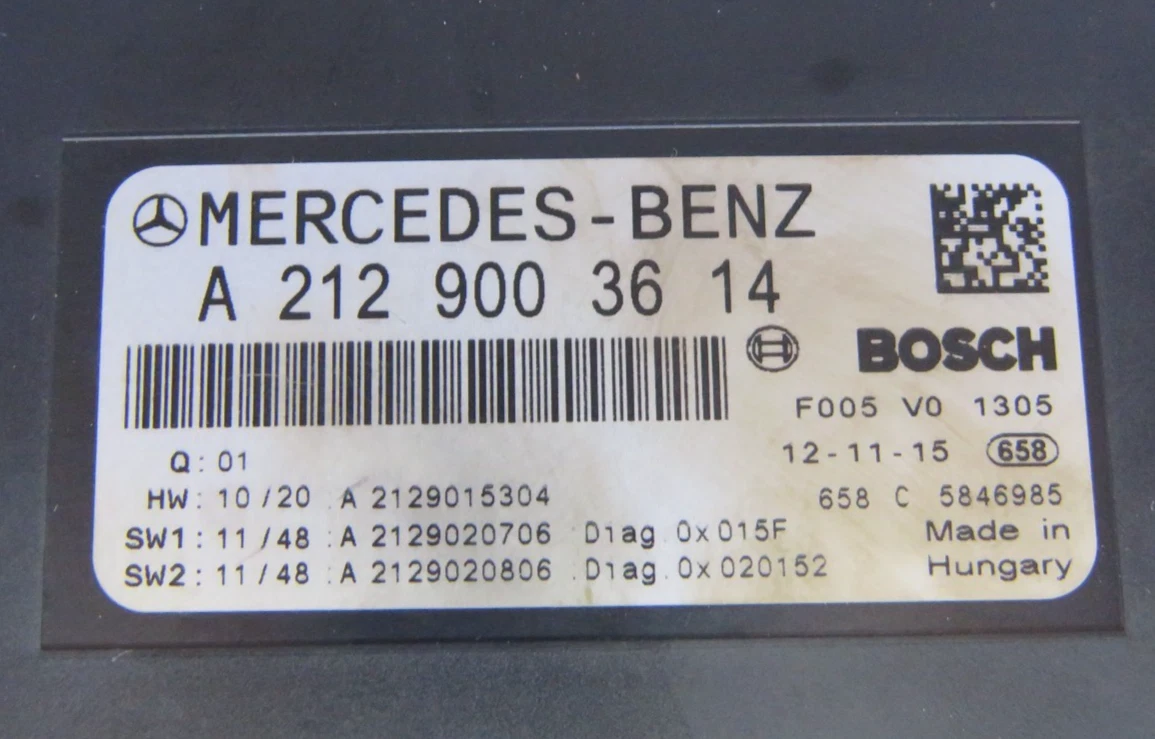 MERCEDES-BENZ
A 212 900 36 14
BOSCH
F005 V0 1305
Q: 01
12-11-15 658
HW: 10/20 A 2129015304
658 C 5846985
SW1: 11/48 A 2129020706 Diag 0x015F
Made in
SW2: 11/48 A 2129020806 Diag 0x020152
Hungary